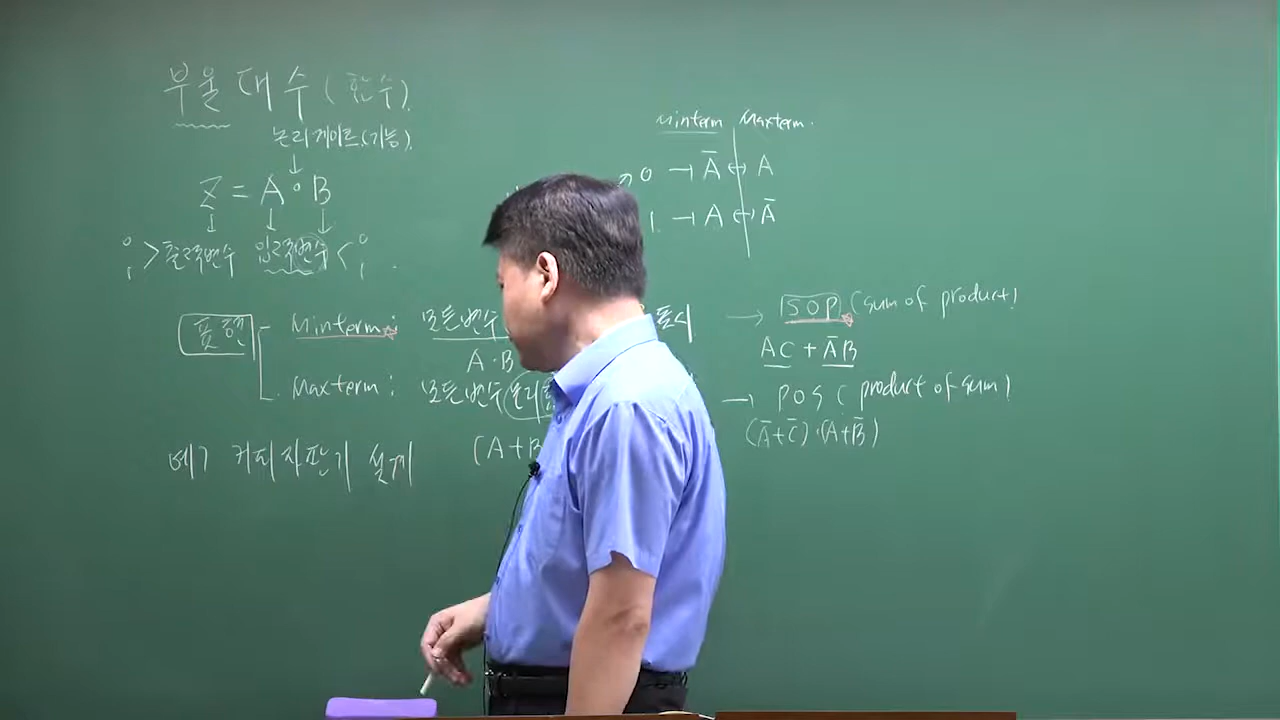 부울 대수 (함수).
논리 게이트(기능).
↓
Z = A · B
↓ ↓ ↓
0 1 > 출력변수 입력변수 < 0 1 .
Minterm Maxterm.
0 → Ā ↔ A
1. → A ↔ Ā
표현
Minterm: 모든변수
→ SOP (sum of product)
A·B
AC + ĀB
Maxterm: 모든변수 논리
→ POS (product of sum)
(A+B
(Ā+C̄)·(A+B̄)
예기 커피자판기 설계